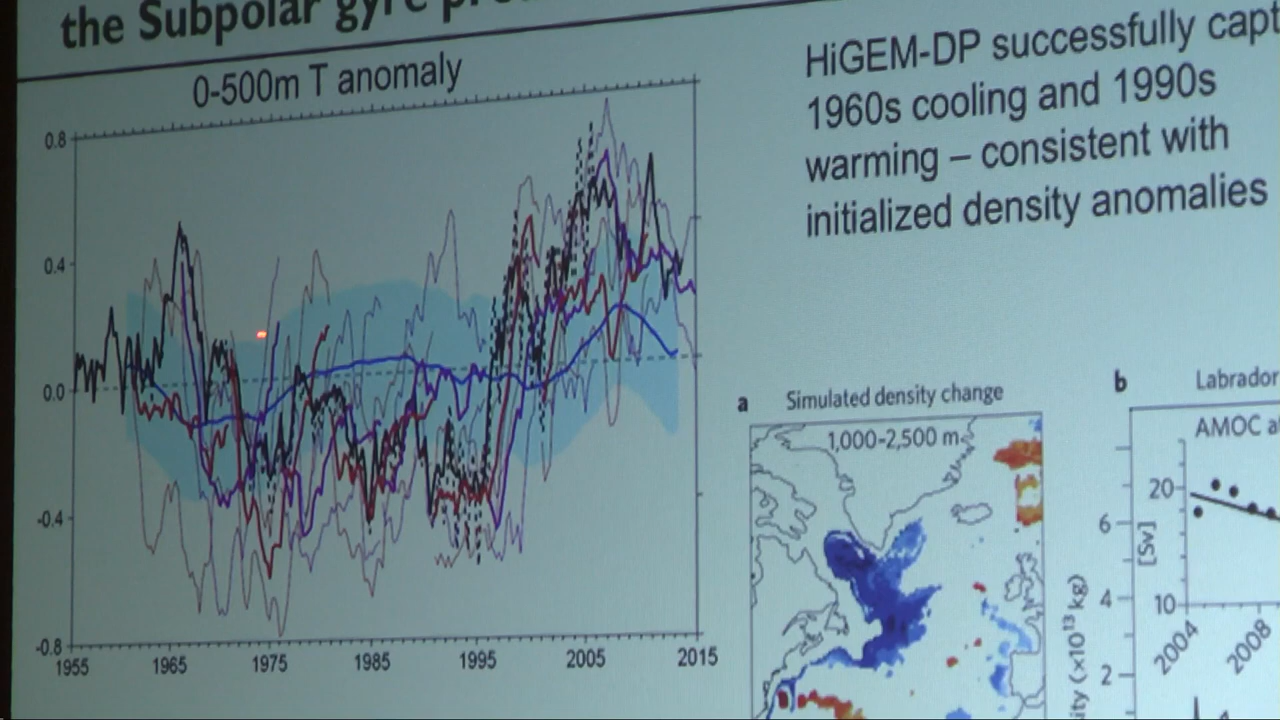 the Subpolar gyre
0-500m T anomaly
0.8
0.4
0.0
-0.4
-0.8
1955 1965 1975 1985 1995 2005 2015
HiGEM-DP successfully
1960s cooling and 1990s
warming – consistent with
initialized density anomalies
a Simulated density change
1,000-2,500 m
b Labrador
AMOC
20
10
[Sv]
2004 2008
6
4
2
(×10¹³ kg)